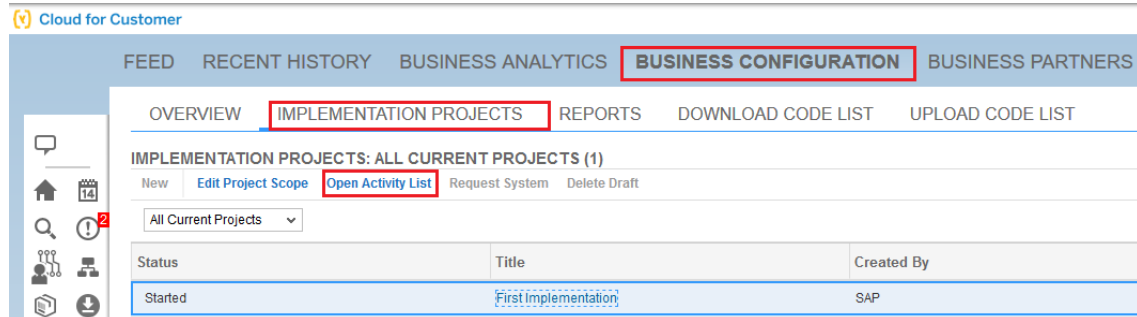 Cloud for Customer
FEED RECENT HISTORY BUSINESS ANALYTICS BUSINESS CONFIGURATION BUSINESS PARTNERS
OVERVIEW IMPLEMENTATION PROJECTS REPORTS DOWNLOAD CODE LIST UPLOAD CODE LIST
IMPLEMENTATION PROJECTS: ALL CURRENT PROJECTS (1)
New Edit Project Scope Open Activity List Request System Delete Draft
14
All Current Projects
2
Status Title Created By
Started First Implementation SAP